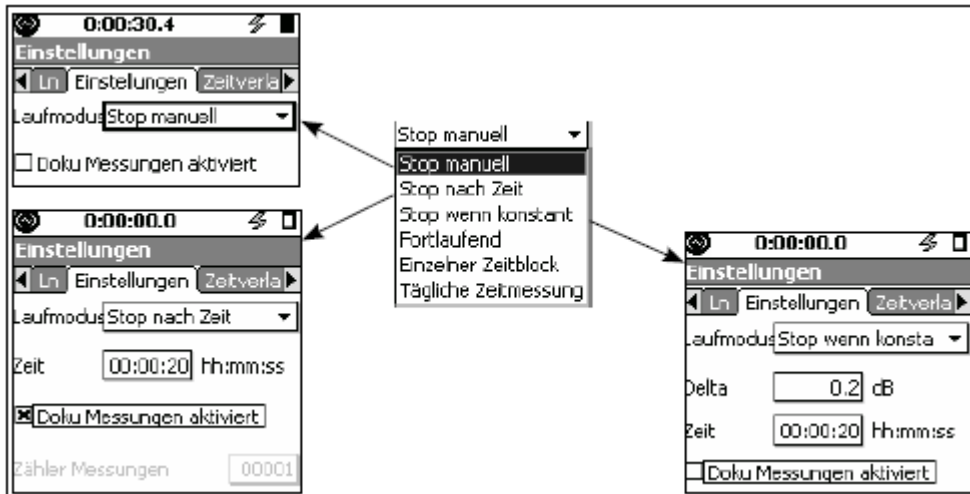 0:00:30.4
Einstellungen
Ln Einstellungen Zeitverla
Laufmodus Stop manuell
Doku Messungen aktiviert
Stop manuell
Stop manuell
Stop nach Zeit
Stop wenn konstant
Fortlaufend
Einzelner Zeitblock
Tägliche Zeitmessung
0:00:00.0
Einstellungen
Ln Einstellungen Zeitverla
Laufmodus Stop nach Zeit
Zeit 00:00:20 hh:mm:ss
Doku Messungen aktiviert
Zähler Messungen 00001
0:00:00.0
Einstellungen
Ln Einstellungen Zeitverla
Laufmodus Stop wenn konsta
Delta 0.2 dB
Zeit 00:00:20 hh:mm:ss
Doku Messungen aktiviert